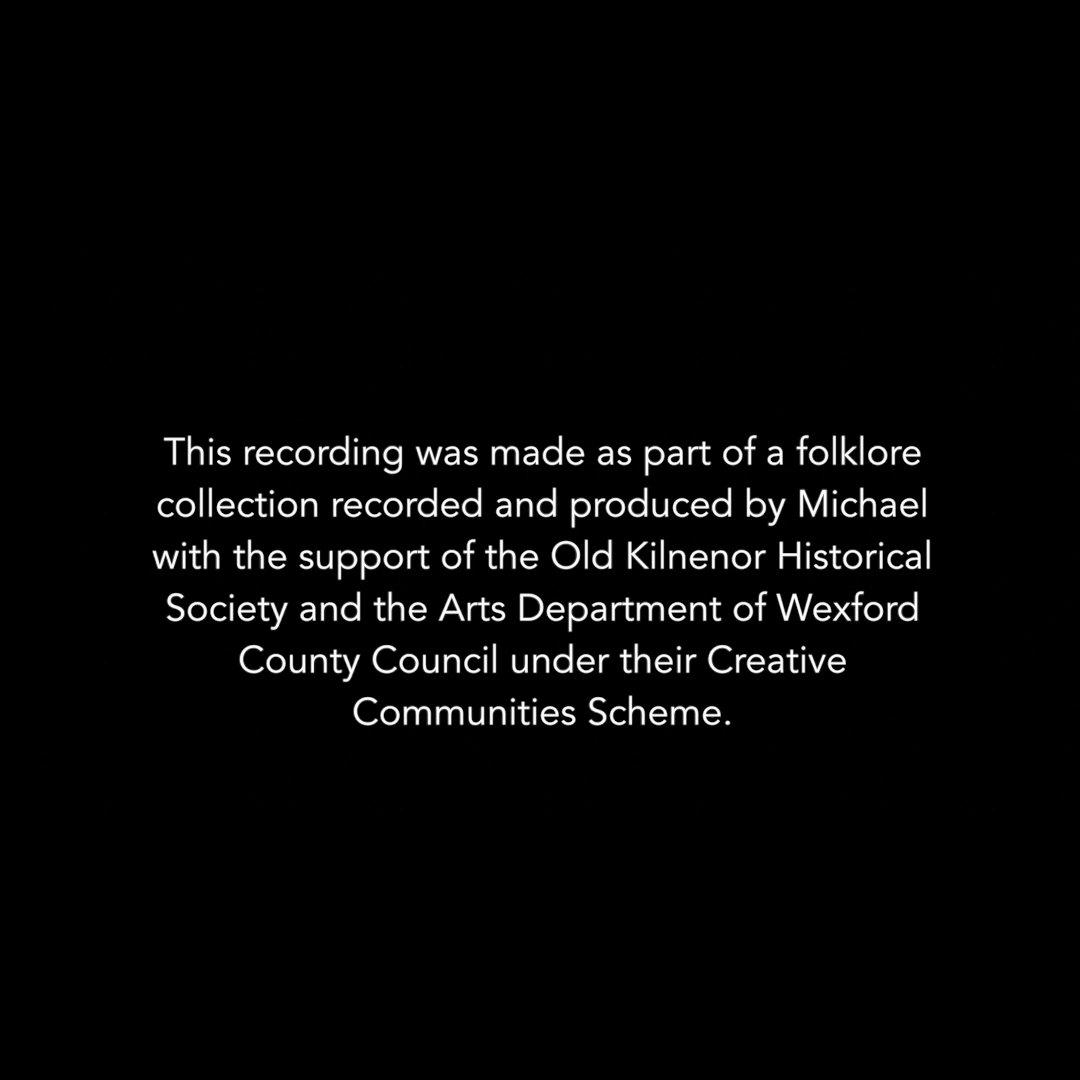 This recording was made as part of a folklore
collection recorded and produced by Michael
with the support of the Old Kilnenor Historical
Society and the Arts Department of Wexford
County Council under their Creative
Communities Scheme.